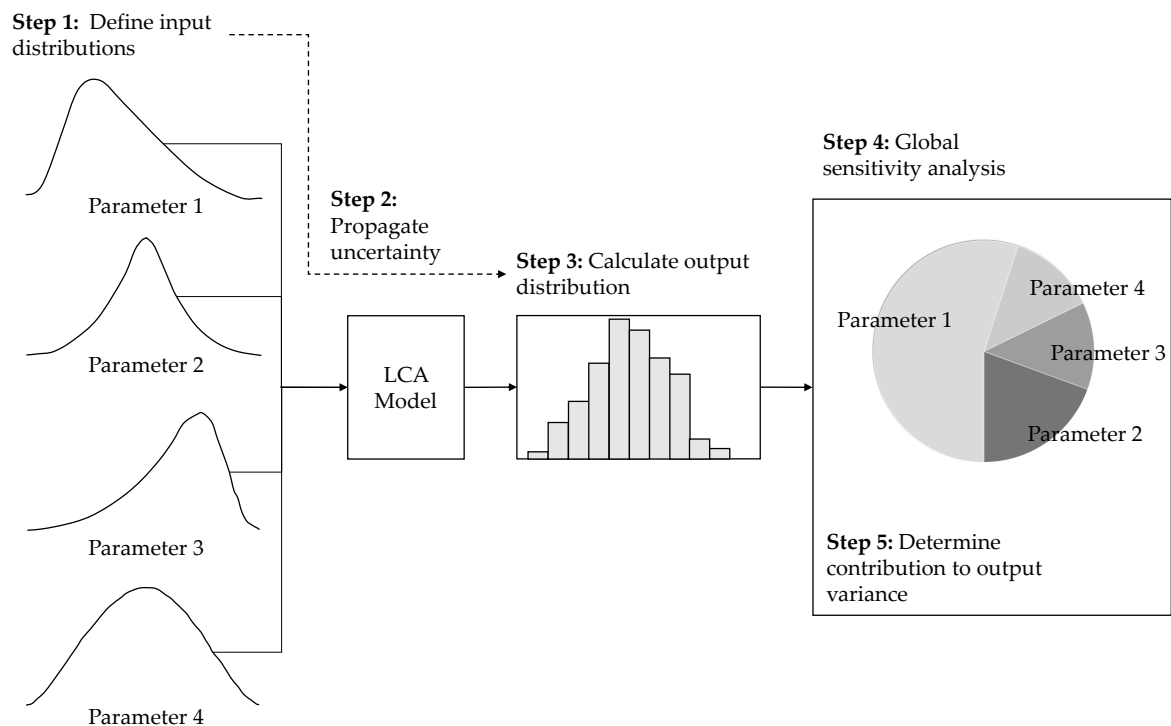 Step 1: Define input
distributions
Parameter 1
Parameter 2
Parameter 3
Parameter 4
Step 2:
Propagate
uncertainty
LCA
Model
Step 3: Calculate output
distribution
Step 4: Global
sensitivity analysis
Parameter 1
Parameter 4
Parameter 3
Parameter 2
Step 5: Determine
contribution to output
variance